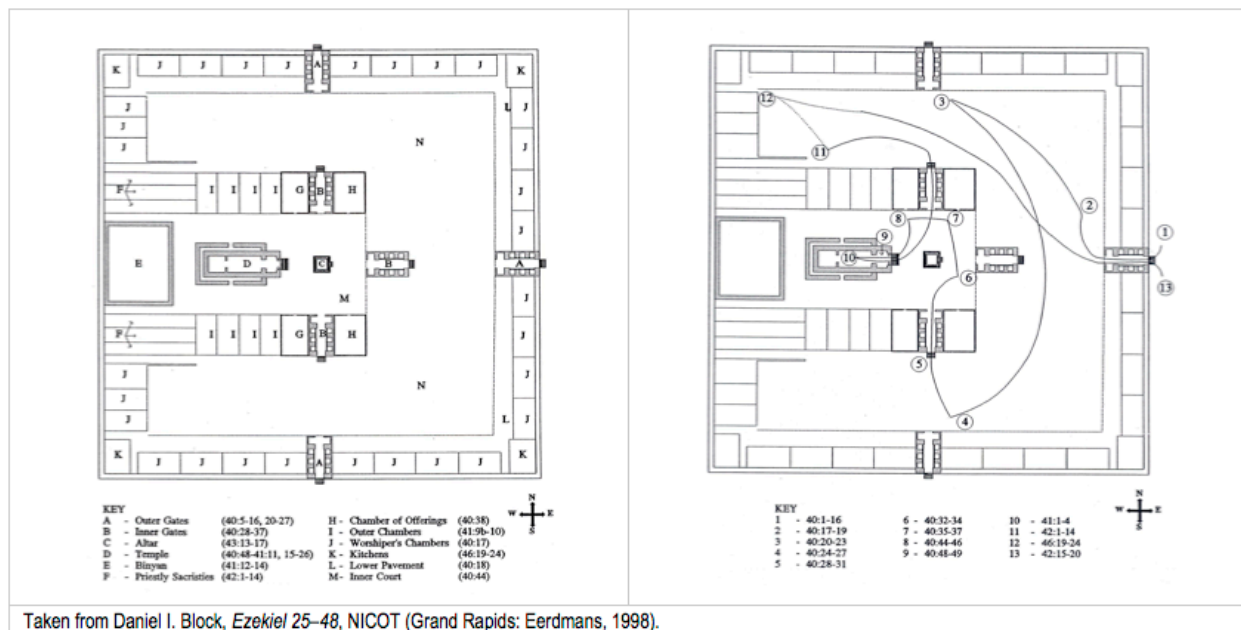 K J J J J A J J J J K
J L J
J N J
J
F I I I I G B H J
J
E D C B A
M J
F I I I I G B H J
J J
J N
J L J
K J J J J A J J J J K
KEY
A - Outer Gates (40:5-16, 20-27)
B - Inner Gates (40:28-37)
C - Altar (43:13-17)
D - Temple (40:48-41:11, 15-26)
E - Binyan (41:12-14)
F - Priestly Sacristies (42:1-14)
H - Chamber of Offerings (40:38)
I - Outer Chambers (41:9b-10)
J - Worshiper's Chambers (40:17)
K - Kitchens (46:19-24)
L - Lower Pavement (40:18)
M - Inner Court (40:44)
N
W E
S
12 3
11
2
8 7
1
9
10
6
13
5
4
KEY
1 - 40:1-16
2 - 40:17-19
3 - 40:20-23
4 - 40:24-27
5 - 40:28-31
6 - 40:32-34
7 - 40:35-37
8 - 40:44-46
9 - 40:48-49
10 - 41:1-4
11 - 42:1-14
12 - 46:19-24
13 - 42:15-20
N
W E
S
Taken from Daniel I. Block, Ezekiel 25–48, NICOT (Grand Rapids: Eerdmans, 1998).